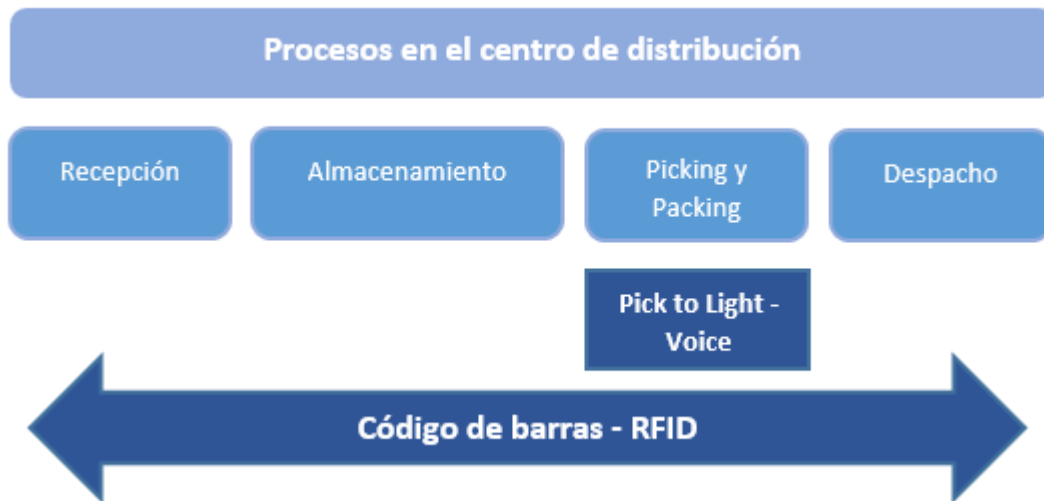 Procesos en el centro de distribución
Recepción
Almacenamiento
Picking y
Packing
Despacho
Pick to Light -
Voice
Código de barras - RFID